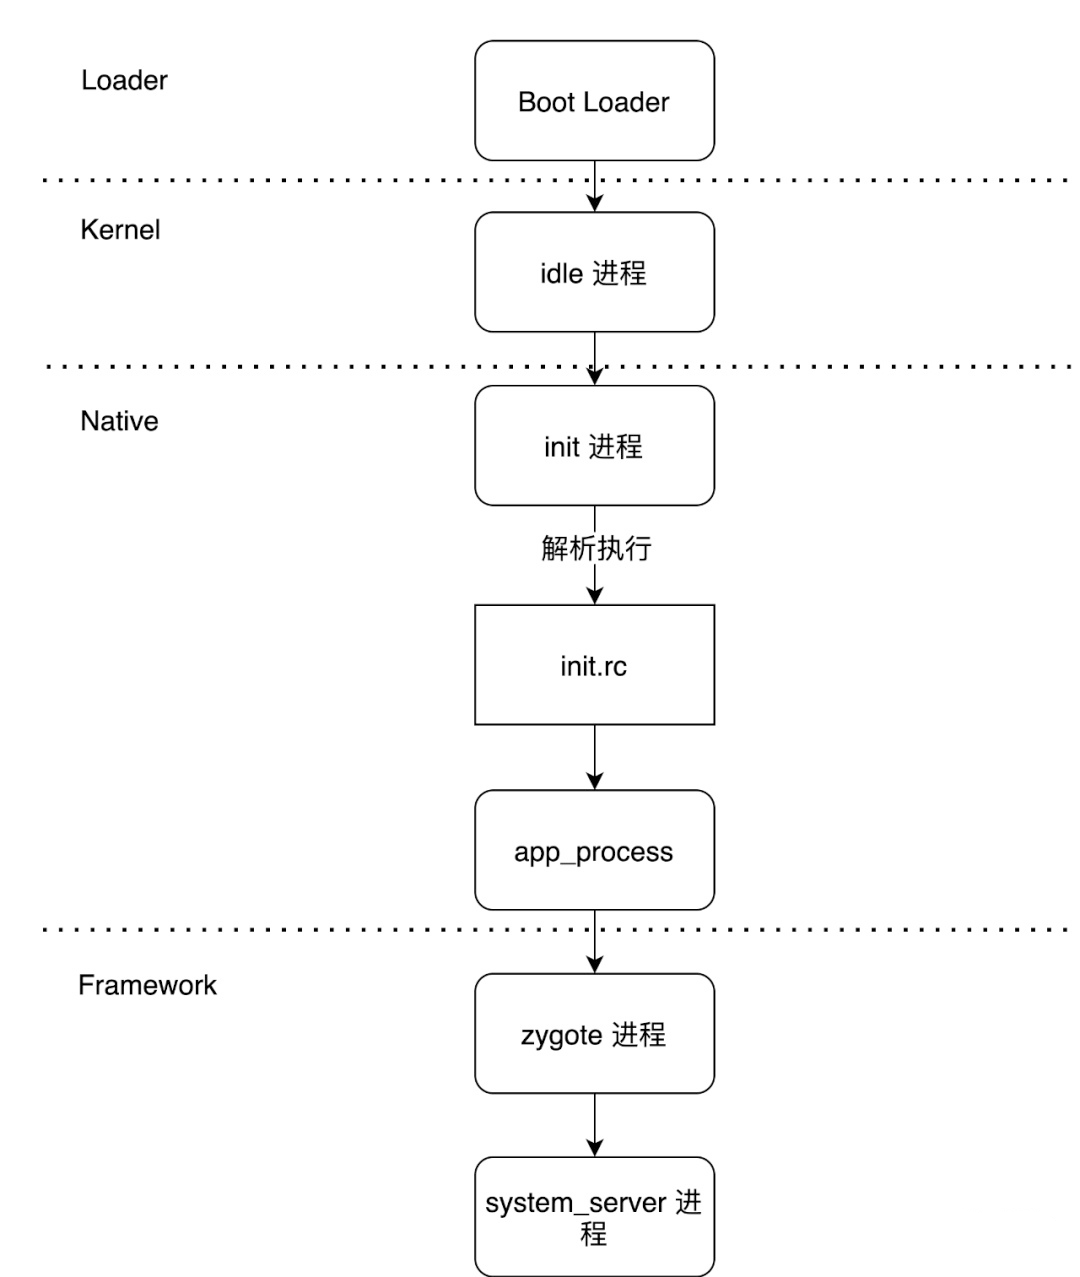 Loader
Boot Loader
Kernel
idle 进程
Native
init 进程
解析执行
init.rc
app_process
Framework
zygote 进程
system_server 进
程